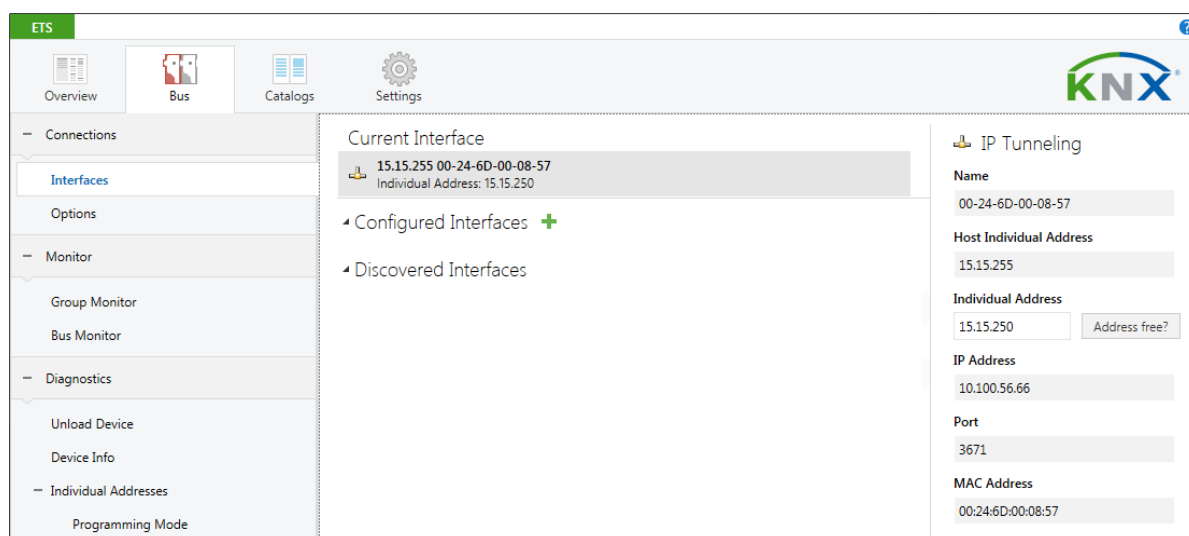 ETS
?
Overview
Bus
Catalogs
Settings
KNX®
Connections
Interfaces
Options
Monitor
Group Monitor
Bus Monitor
Diagnostics
Unload Device
Device Info
Individual Addresses
Programming Mode
Current Interface
15.15.255 00-24-6D-00-08-57
Individual Address: 15.15.250
Configured Interfaces
Discovered Interfaces
IP Tunneling
Name
00-24-6D-00-08-57
Host Individual Address
15.15.255
Individual Address
15.15.250 Address free?
IP Address
10.100.56.66
Port
3671
MAC Address
00:24:6D:00:08:57